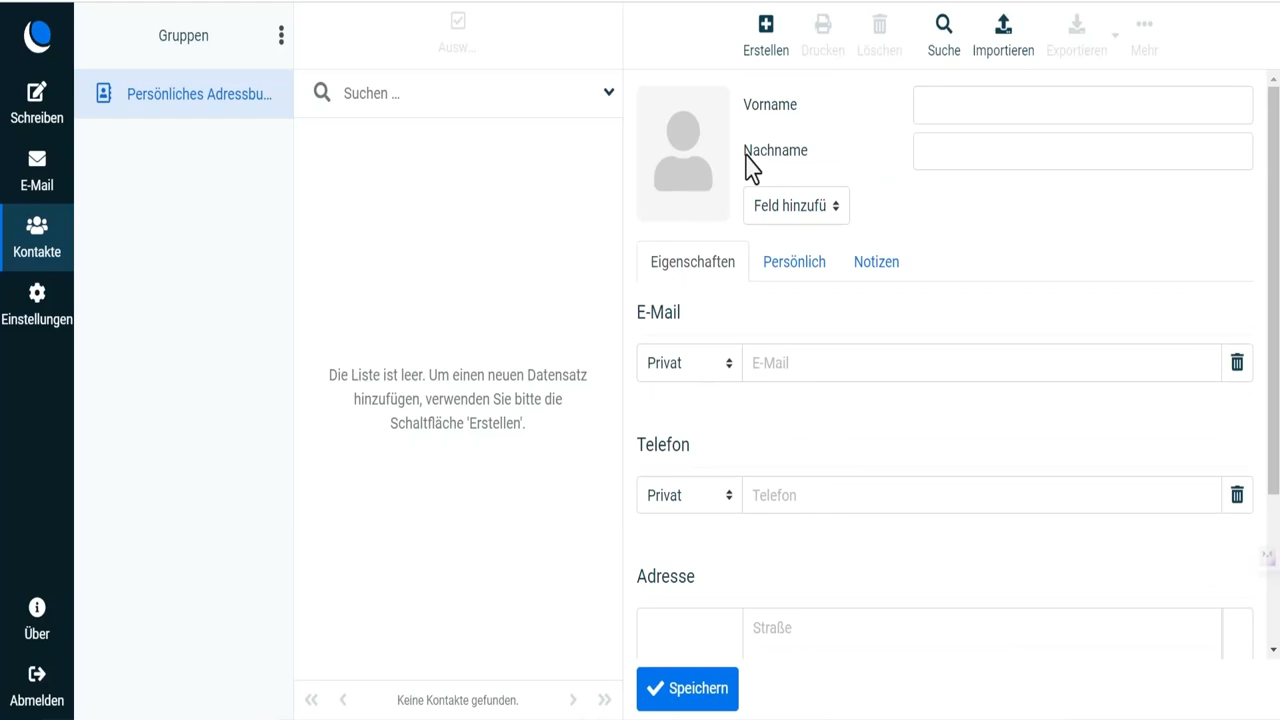 Gruppen
Ausw...
Erstellen
Drucken
Löschen
Suche
Importieren
Exportieren
Mehr
Schreiben
E-Mail
Kontakte
Einstellungen
Über
Abmelden
Persönliches Adressbu...
Suchen ...
Die Liste ist leer. Um einen neuen Datensatz
hinzufügen, verwenden Sie bitte die
Schaltfläche 'Erstellen'.
Keine Kontakte gefunden.
Vorname
Nachname
Feld hinzufü
Eigenschaften
Persönlich
Notizen
E-Mail
Privat
E-Mail
Telefon
Privat
Telefon
Adresse
Straße
Speichern